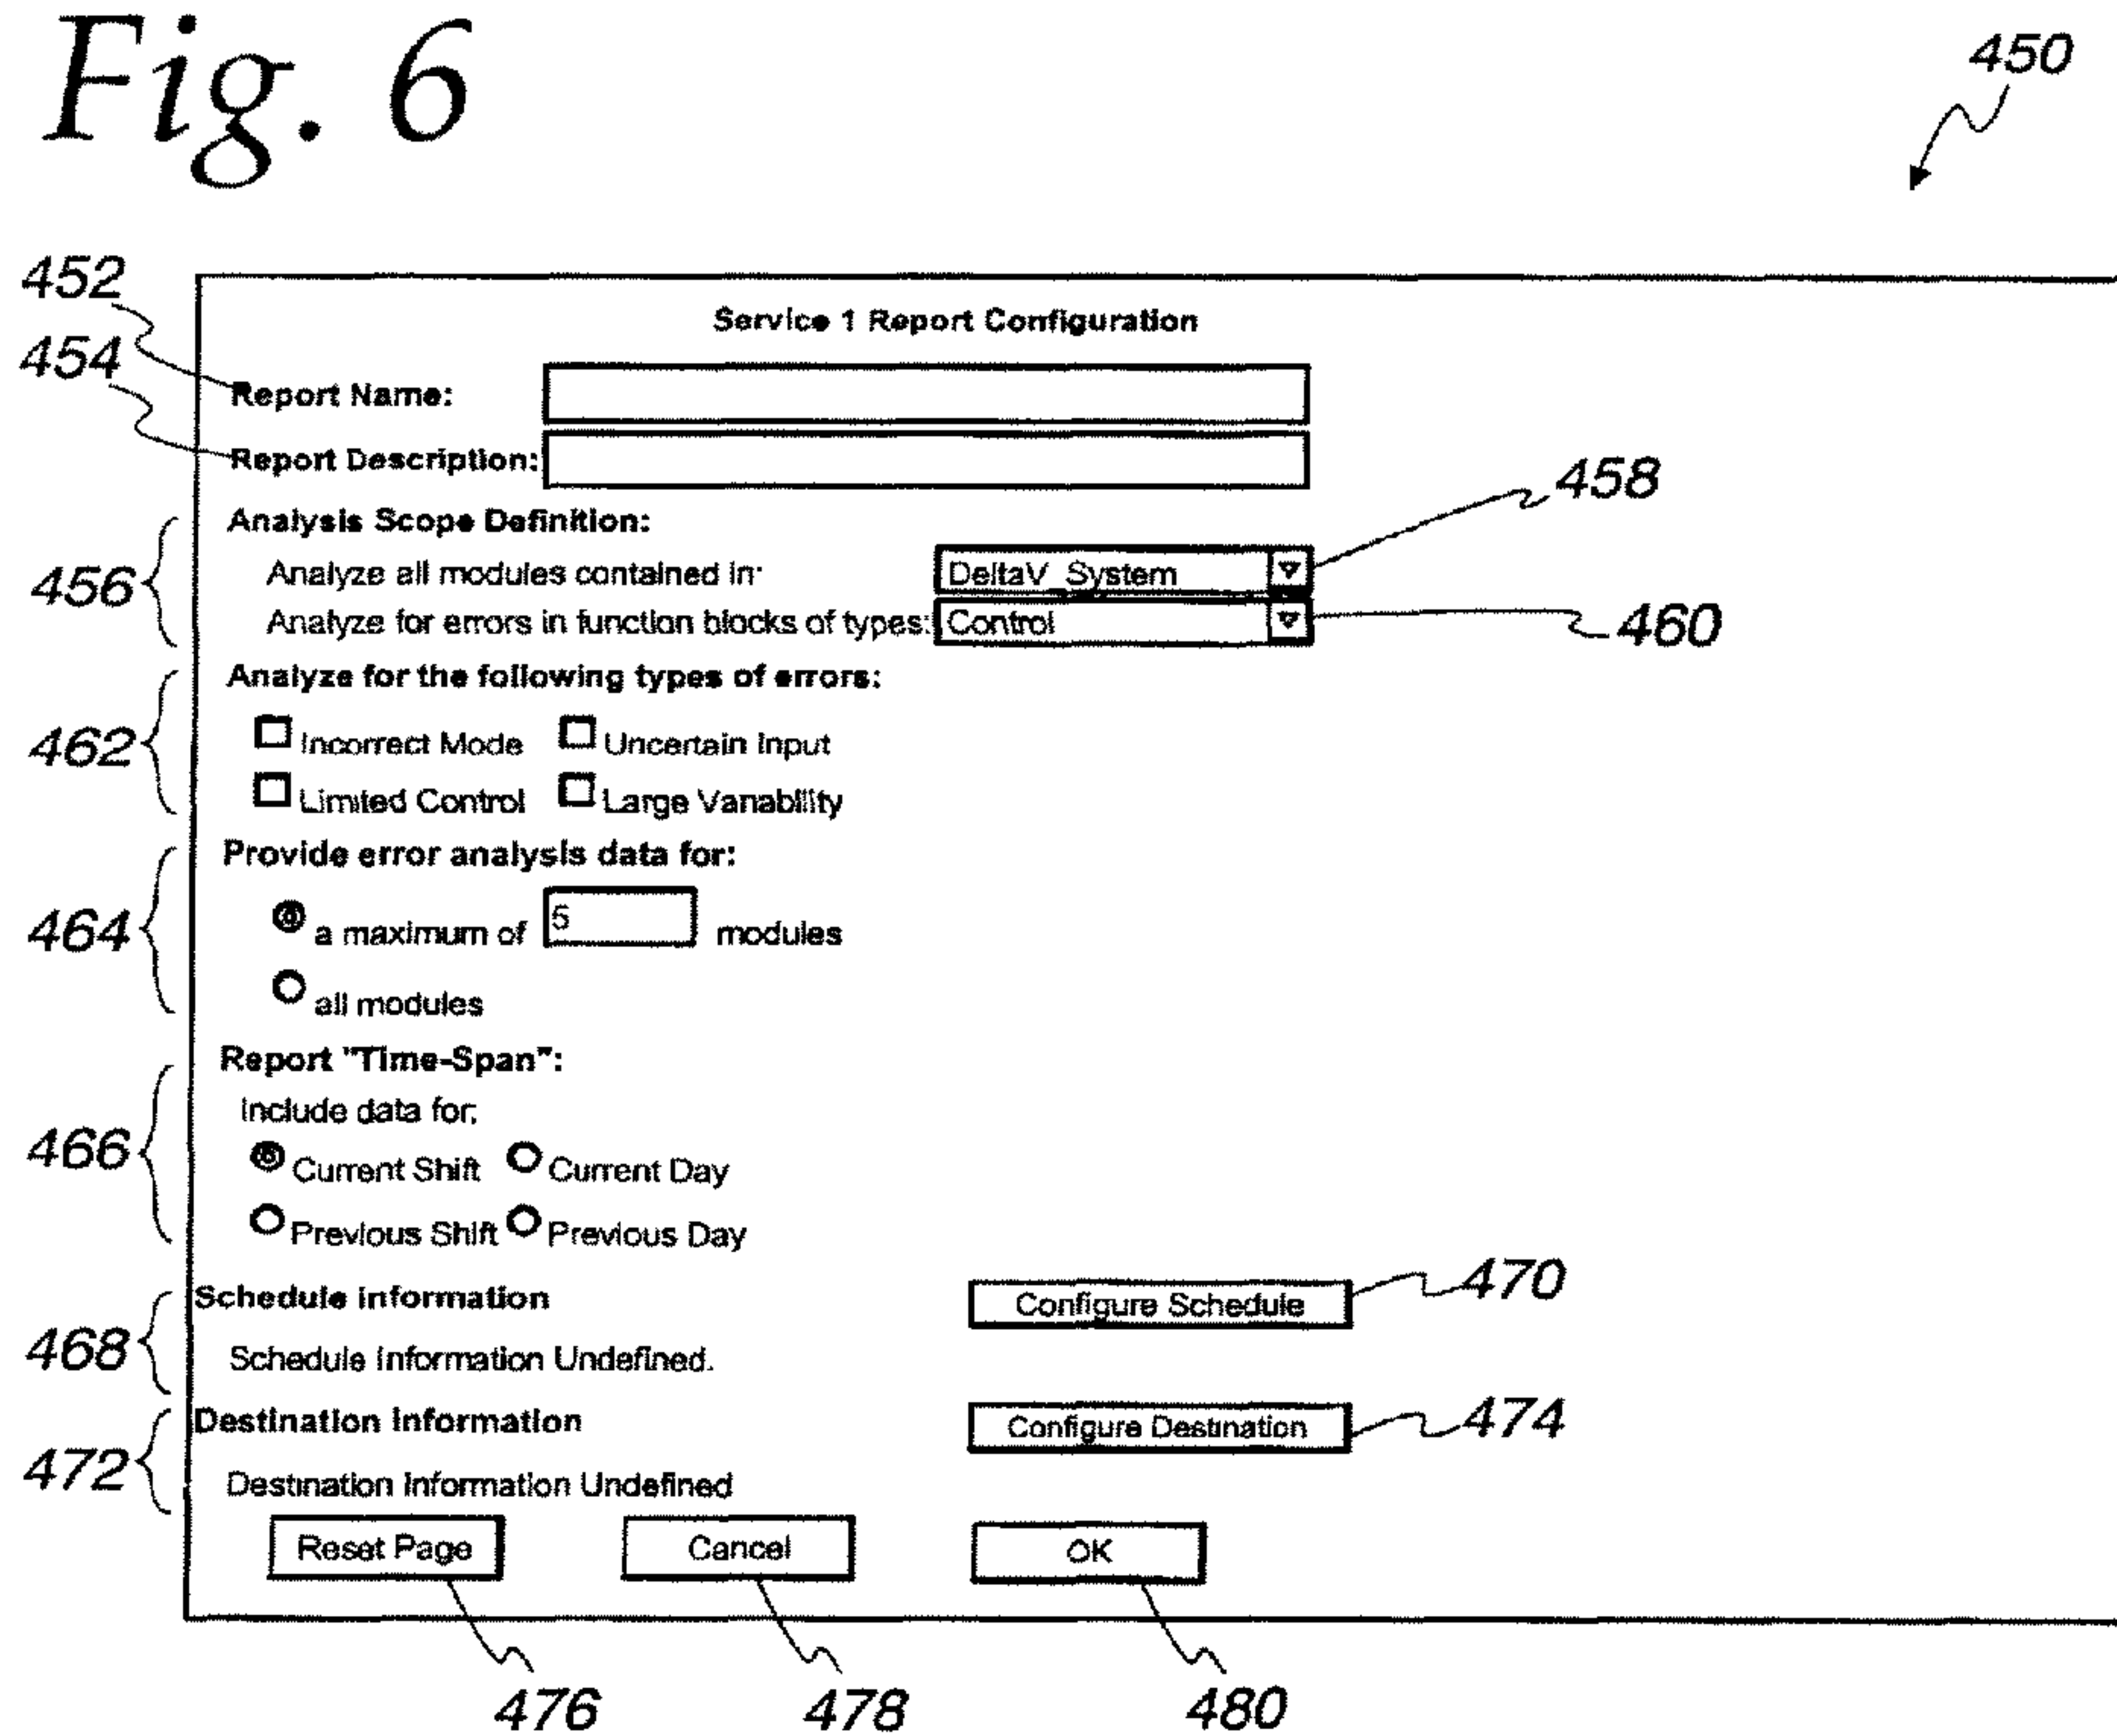 Fig. 6
450
452
Service 1 Report Configuration
454
Report Name:
Report Description:
458
Analysis Scope Definition:
456
Analyze all modules contained in:
DeltaV_System
Analyze for errors in function blocks of types:
Control
460
Analyze for the following types of errors:
462
Incorrect Mode
Uncertain Input
Limited Control
Large Variability
Provide error analysis data for:
464
a maximum of 5 modules
all modules
Report "Time-Span":
Include data for:
466
Current Shift
Current Day
Previous Shift
Previous Day
Schedule information
Configure Schedule
470
468
Schedule Information Undefined.
Destination Information
Configure Destination
474
472
Destination Information Undefined
Reset Page
Cancel
OK
476
478
480